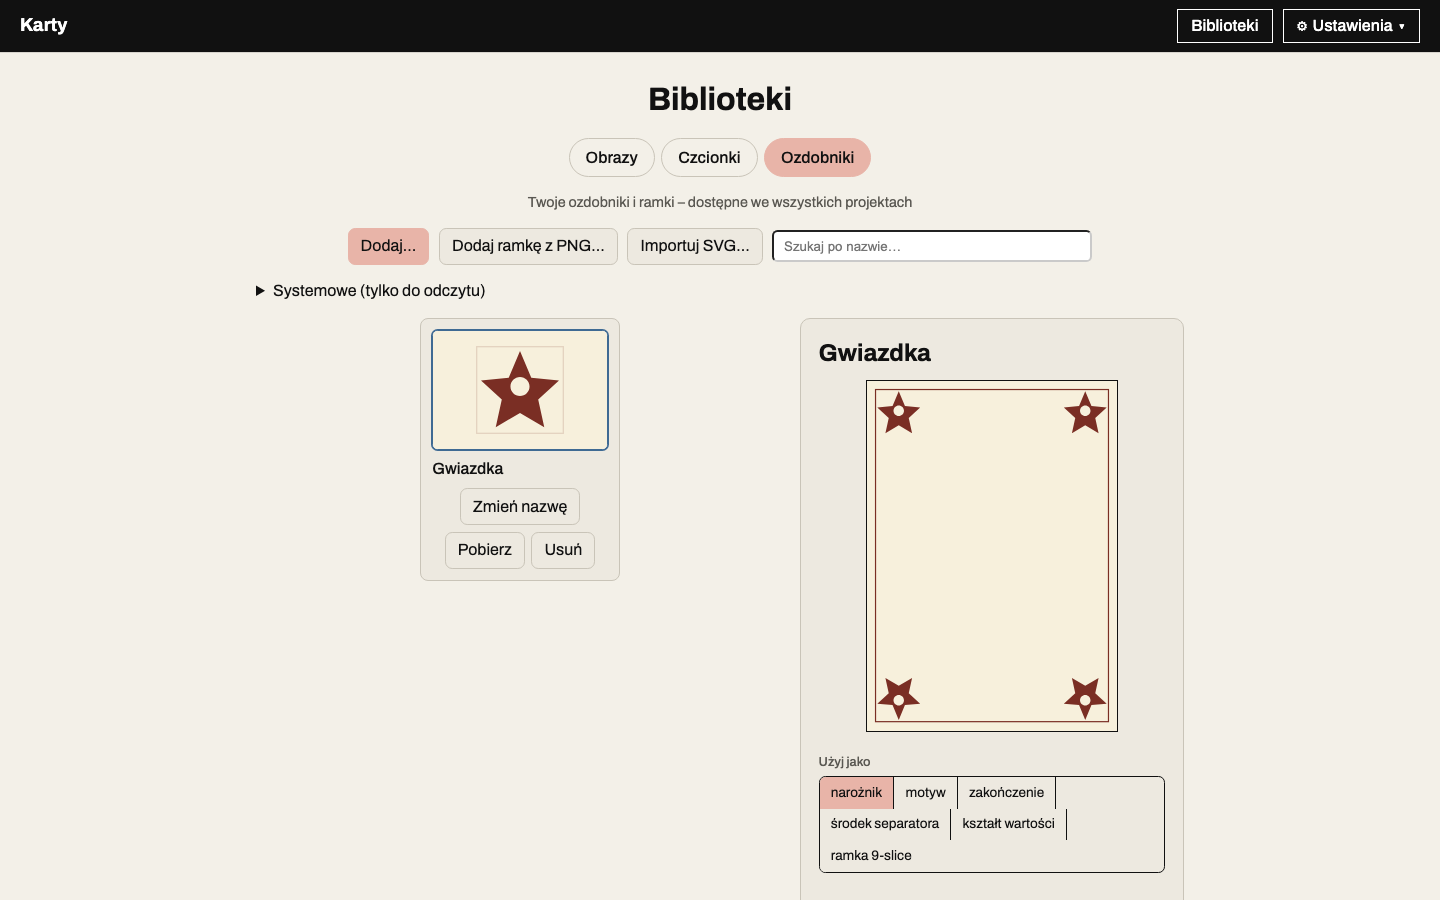 Karty
Biblioteki
⚙ Ustawienia ▾
Biblioteki
Obrazy
Czcionki
Ozdobniki
Twoje ozdobniki i ramki – dostępne we wszystkich projektach
Dodaj...
Dodaj ramkę z PNG...
Importuj SVG...
Szukaj po nazwie...
▶ Systemowe (tylko do odczytu)
Gwiazdka
Zmień nazwę
Pobierz
Usuń
Gwiazdka
Użyj jako
narożnik
motyw
zakończenie
środek separatora
kształt wartości
ramka 9-slice